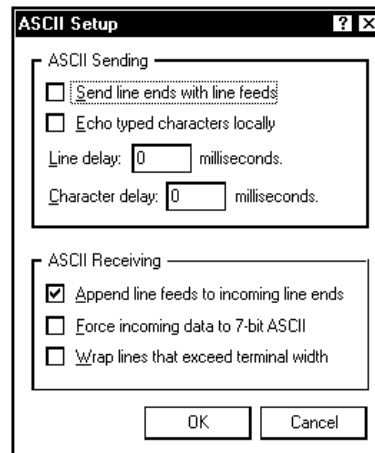 ASCII Setup ? X
ASCII Sending
Send line ends with line feeds
Echo typed characters locally
Line delay: 0 milliseconds.
Character delay: 0 milliseconds.
ASCII Receiving
Append line feeds to incoming line ends
Force incoming data to 7-bit ASCII
Wrap lines that exceed terminal width
OK Cancel